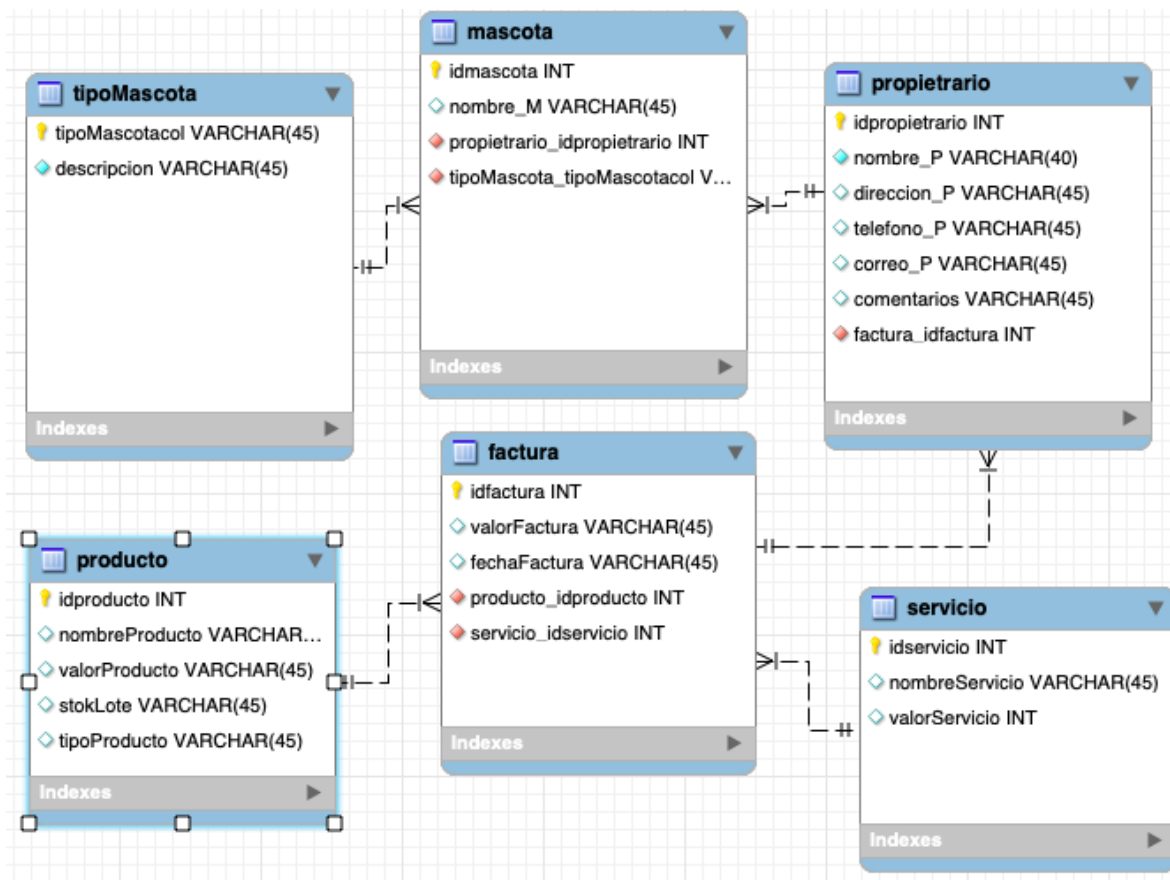 tipoMascota
tipoMascotacol VARCHAR(45)
descripcion VARCHAR(45)
Indexes
mascota
idmascota INT
nombre_M VARCHAR(45)
propietrario_idpropietrario INT
tipoMascota_tipoMascotacol V...
Indexes
propietrario
idpropietrario INT
nombre_P VARCHAR(40)
direccion_P VARCHAR(45)
telefono_P VARCHAR(45)
correo_P VARCHAR(45)
comentarios VARCHAR(45)
factura_idfactura INT
Indexes
producto
idproducto INT
nombreProducto VARCHAR...
valorProducto VARCHAR(45)
stokLote VARCHAR(45)
tipoProducto VARCHAR(45)
Indexes
factura
idfactura INT
valorFactura VARCHAR(45)
fechaFactura VARCHAR(45)
producto_idproducto INT
servicio_idservicio INT
Indexes
servicio
idservicio INT
nombreServicio VARCHAR(45)
valorServicio INT
Indexes